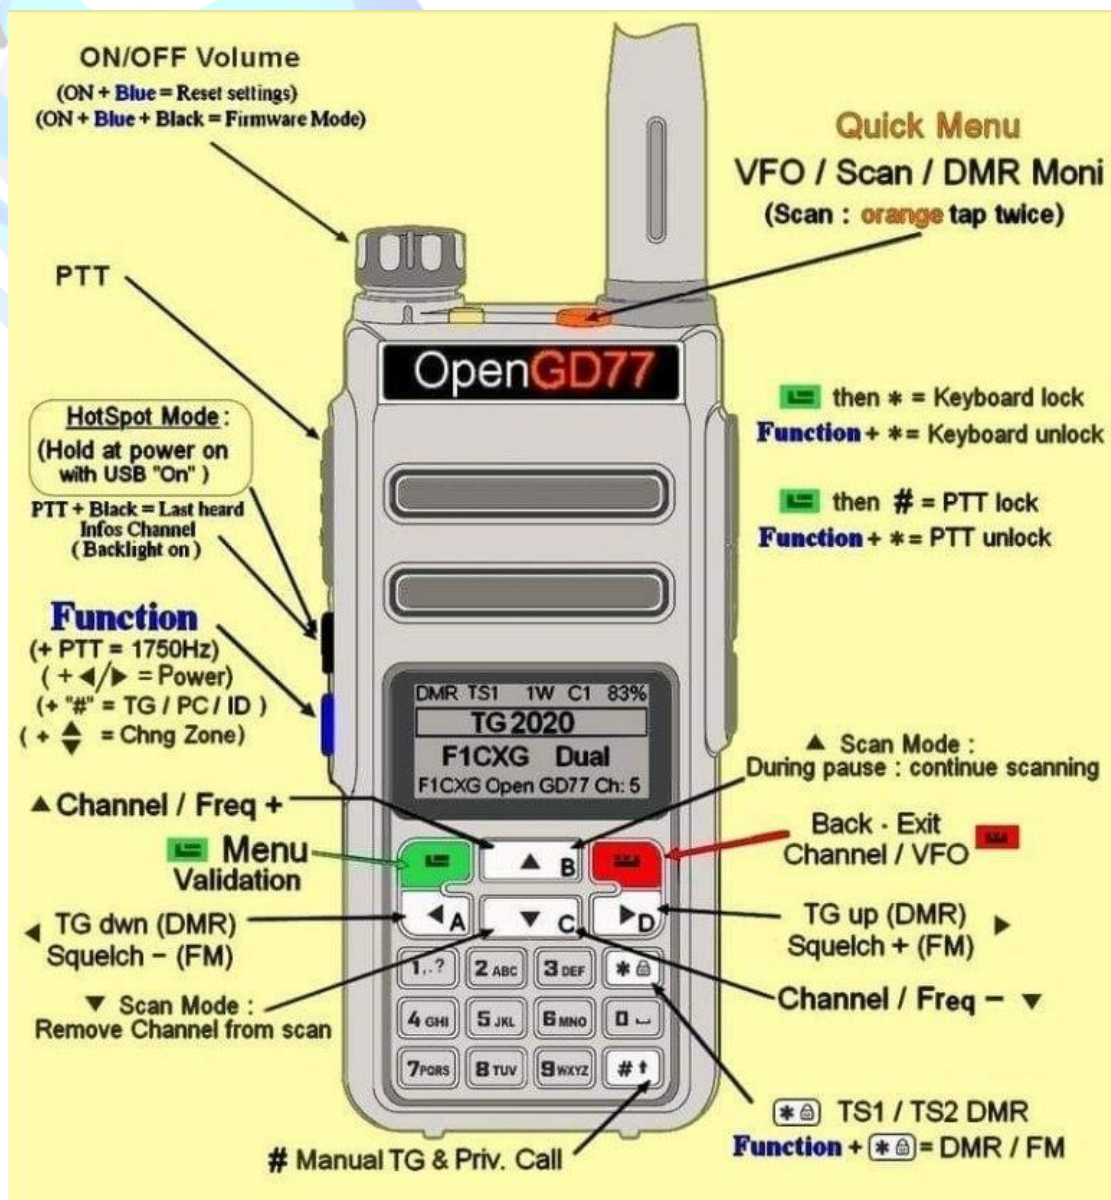 ON/OFF Volume
(ON + Blue = Reset settings)
(ON + Blue + Black = Firmware Mode)
Quick Menu
VFO / Scan / DMR Moni
(Scan : orange tap twice)
PTT
OpenGD77
HotSpot Mode :
(Hold at power on
with USB "On" )
PTT + Black = Last heard
Infos Channel
( Backlight on )
then * = Keyboard lock
Function + * = Keyboard unlock
then # = PTT lock
Function + * = PTT unlock
Function
(+ PTT = 1750Hz)
( + ◀/▶ = Power)
(+ "#" = TG / PC / ID )
( + ▲▼ = Chng Zone)
DMR TS1 1W C1 83%
TG 2020
F1CXG Dual
F1CXG Open GD77 Ch: 5
▲ Scan Mode :
During pause : continue scanning
▲ Channel / Freq +
Menu
Validation
Back · Exit
Channel / VFO
▲ B
◀ A
▼ C
▶ D
◀ TG dwn (DMR)
Squelch − (FM)
TG up (DMR) ▶
Squelch + (FM)
▼ Scan Mode :
Remove Channel from scan
Channel / Freq − ▼
1,.? 2 ABC 3 DEF *
4 GHI 5 JKL 6 MNO 0
7 PQRS 8 TUV 9 WXYZ #
* TS1 / TS2 DMR
Function + * = DMR / FM
# Manual TG & Priv. Call